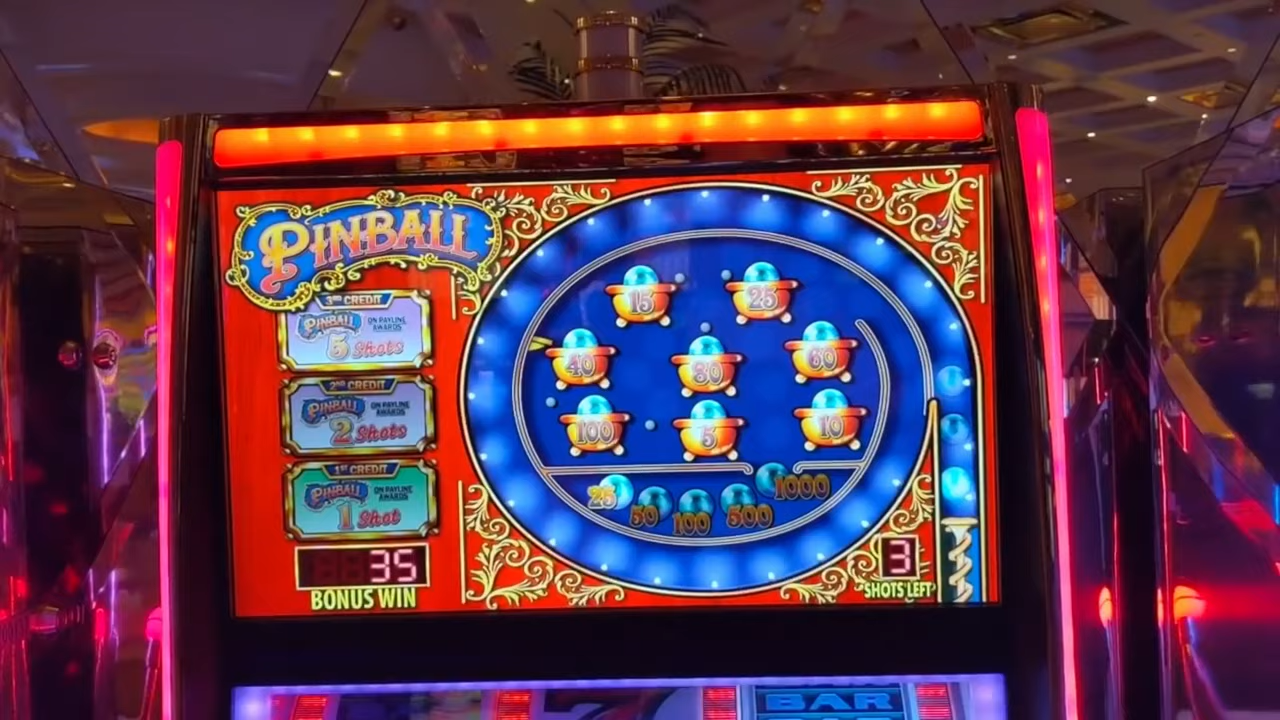 PINBALL
3RD CREDIT
PINBALL ON PAYLINE AWARDS
5 Shots
2ND CREDIT
PINBALL ON PAYLINE AWARDS
2 Shots
1ST CREDIT
PINBALL ON PAYLINE AWARDS
1 Shot
35
BONUS WIN
15 25
40 80 60
100 5 10
25 50 100 500 1000
3
SHOTS LEFT
7 BAR